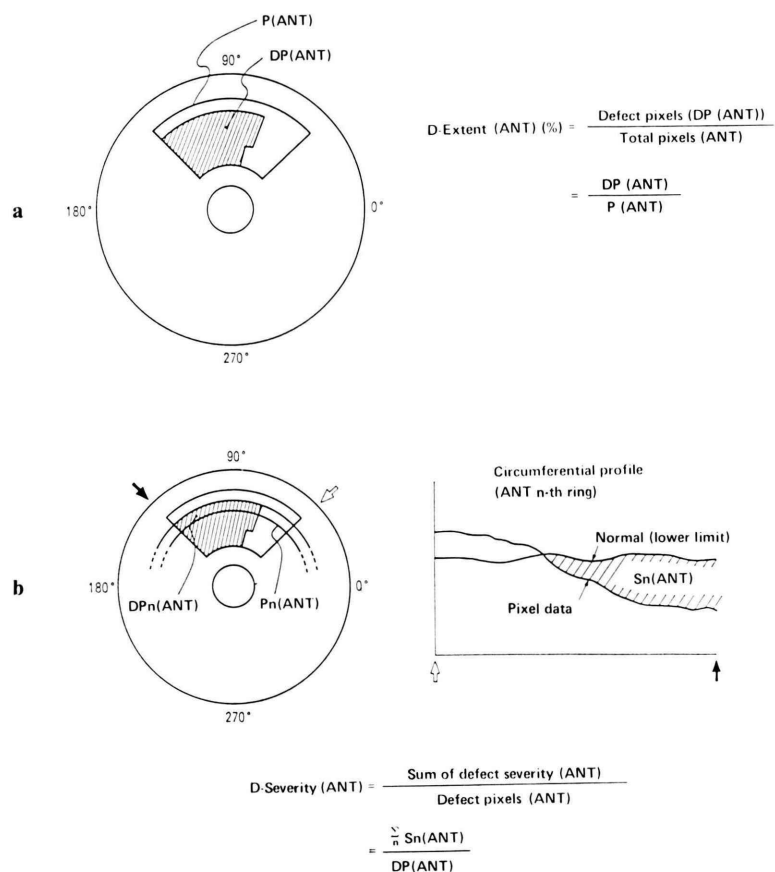 P(ANT)
DP(ANT)
90°
a
180°
0°
270°
D-Extent (ANT) (%) = Defect pixels (DP (ANT))
Total pixels (ANT)
= DP (ANT)
P (ANT)
90°
b
180°
0°
DPn(ANT)
Pn(ANT)
270°
Circumferential profile
(ANT n-th ring)
Normal (lower limit)
Sn(ANT)
Pixel data
D-Severity (ANT) = Sum of defect severity (ANT)
Defect pixels (ANT)
= Σ
n Sn(ANT)
DP(ANT)